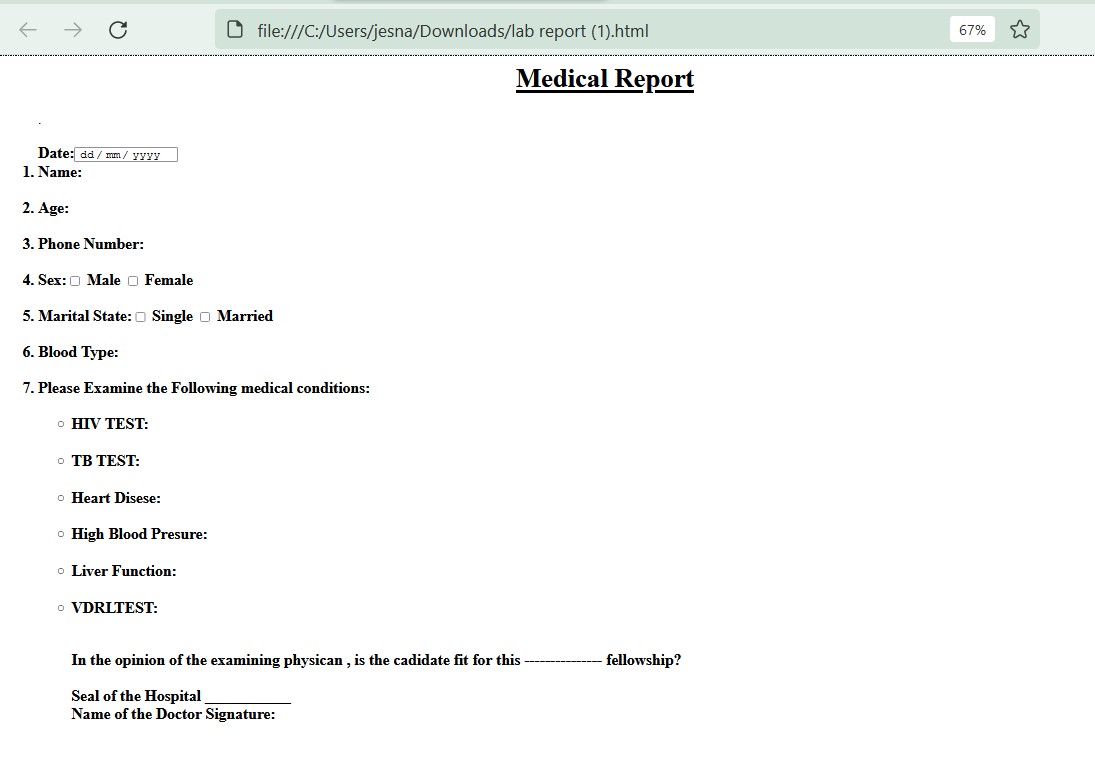 file:///C:/Users/jesna/Downloads/lab report (1).html
67%
Medical Report
.
Date: dd / mm / yyyy
1. Name:
2. Age:
3. Phone Number:
4. Sex: Male Female
5. Marital State: Single Married
6. Blood Type:
7. Please Examine the Following medical conditions:
HIV TEST:
TB TEST:
Heart Disese:
High Blood Presure:
Liver Function:
VDRLTEST:
In the opinion of the examining physican , is the cadidate fit for this --------------- fellowship?
Seal of the Hospital ___________
Name of the Doctor Signature: